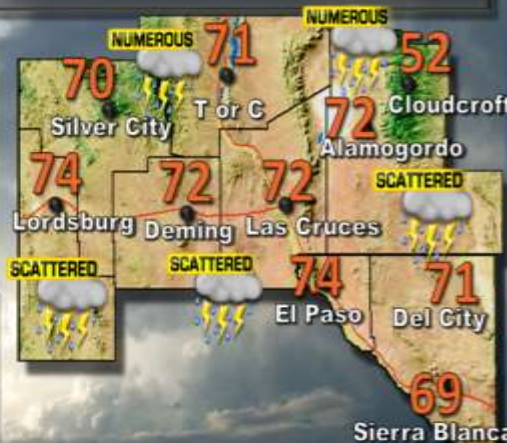 NUMEROUS
71
NUMEROUS
52
70
T or C
Cloudcroft
Silver City
72
Alamogordo
74
72
72
SCATTERED
Lordsburg
Deming
Las Cruces
SCATTERED
SCATTERED
74
71
El Paso
Del City
69
Sierra Blanca